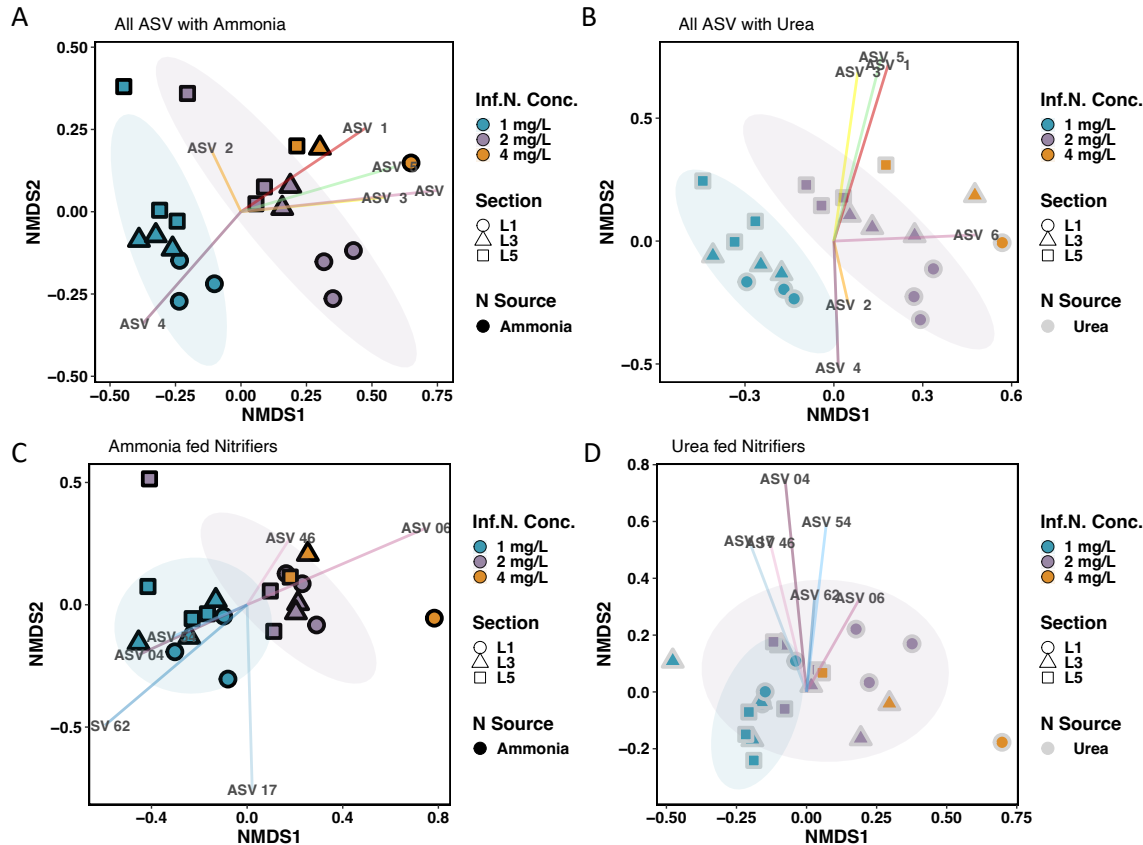 A
All ASV with Ammonia
0.50
0.25
0.00
−0.25
−0.50
NMDS2
ASV 1
ASV 2
ASV 5
ASV 3
ASV
ASV 4
−0.50
−0.25
0.00
0.25
0.50
0.75
NMDS1
Inf.N. Conc.
1 mg/L
2 mg/L
4 mg/L
Section
L1
L3
L5
N Source
Ammonia
B
All ASV with Urea
0.5
0.0
−0.5
NMDS2
ASV 5
ASV 1
ASV 3
ASV 6
ASV 2
ASV 4
−0.3
0.0
0.3
0.6
NMDS1
Inf.N. Conc.
1 mg/L
2 mg/L
4 mg/L
Section
L1
L3
L5
N Source
Urea
C
Ammonia fed Nitrifiers
0.5
0.0
−0.5
NMDS2
ASV 06
ASV 46
ASV 04
SV 62
ASV 17
−0.4
0.0
0.4
0.8
NMDS1
Inf.N. Conc.
1 mg/L
2 mg/L
4 mg/L
Section
L1
L3
L5
N Source
Ammonia
D
Urea fed Nitrifiers
0.8
0.6
0.4
0.2
0.0
−0.2
NMDS2
ASV 04
ASV 54
ASV 17
ASV 46
ASV 62
ASV 06
−0.50
−0.25
0.00
0.25
0.50
0.75
NMDS1
Inf.N. Conc.
1 mg/L
2 mg/L
4 mg/L
Section
L1
L3
L5
N Source
Urea